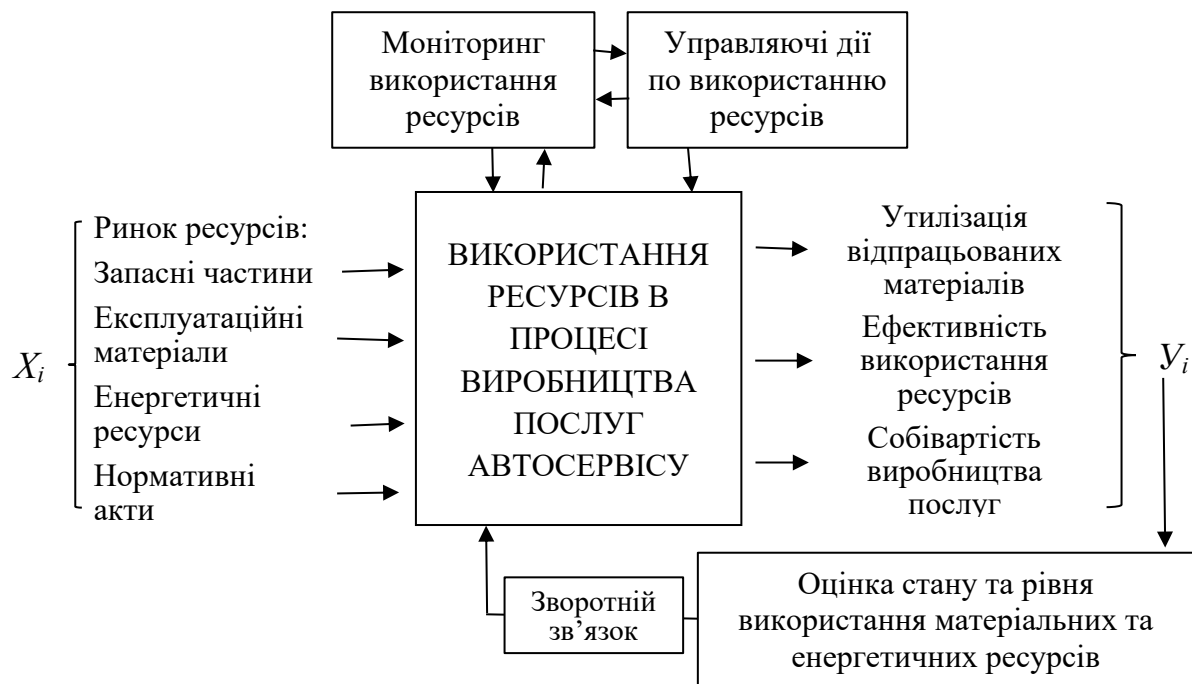 Моніторинг
використання
ресурсів
Управляючі дії
по використанню
ресурсів
X_i
Ринок ресурсів:
Запасні частини
Експлуатаційні
матеріали
Енергетичні
ресурси
Нормативні
акти
ВИКОРИСТАННЯ
РЕСУРСІВ В
ПРОЦЕСІ
ВИРОБНИЦТВА
ПОСЛУГ
АВТОСЕРВІСУ
Утилізація
відпрацьованих
матеріалів
Ефективність
використання
ресурсів
Собівартість
виробництва
послуг
У_i
Зворотній
зв’язок
Оцінка стану та рівня
використання матеріальних та
енергетичних ресурсів